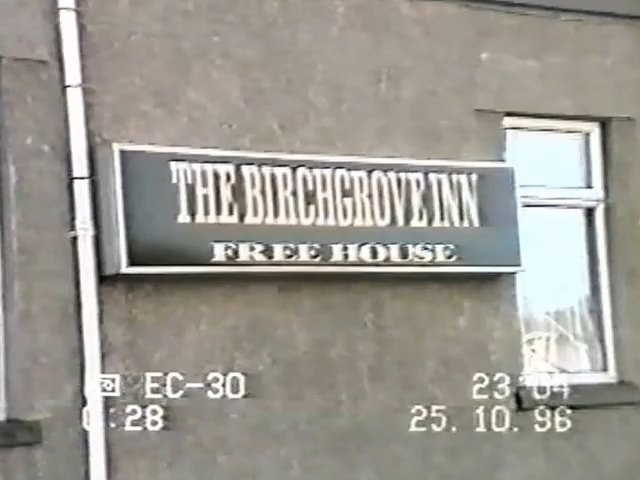 THE BIRCHGROVE INN
FREE HOUSE
EC-30 23:04
:28 25. 10. 96